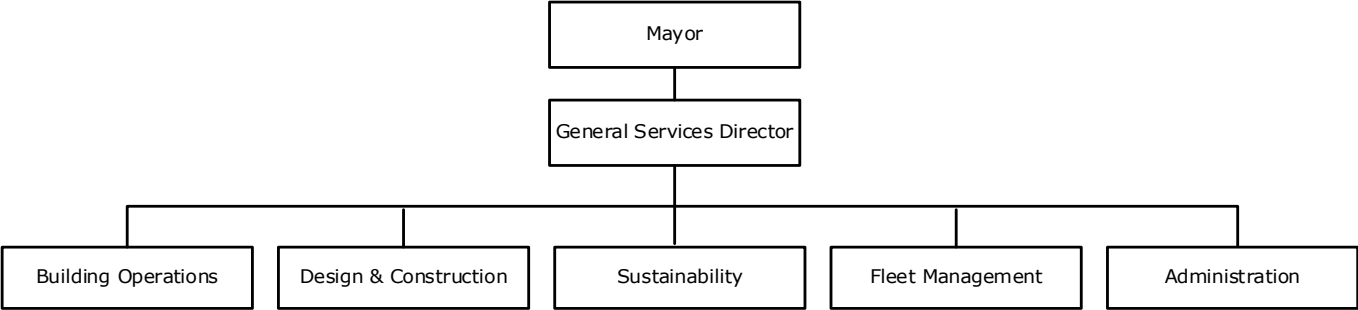 Mayor
General Services Director
Building Operations
Design & Construction
Sustainability
Fleet Management
Administration